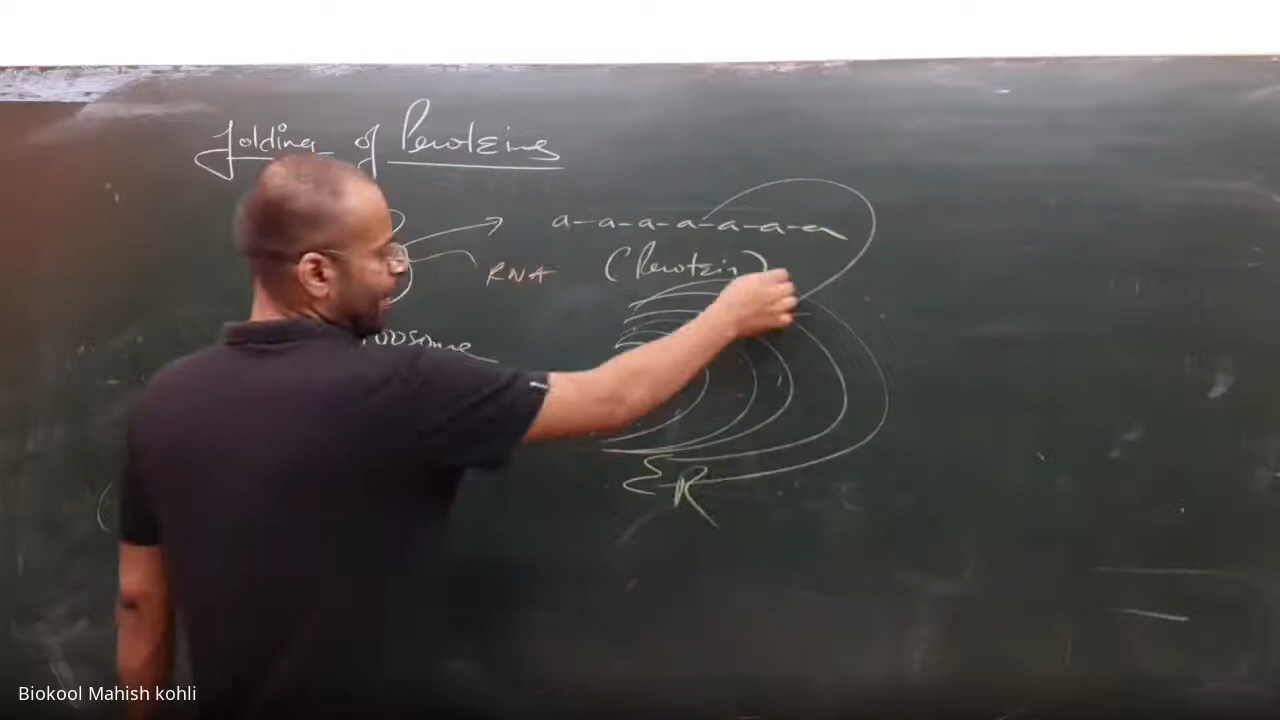 Folding of Proteins
a-a-a-a-a-a-a
RNA
(Protein)
ER
Biokool Mahish kohli